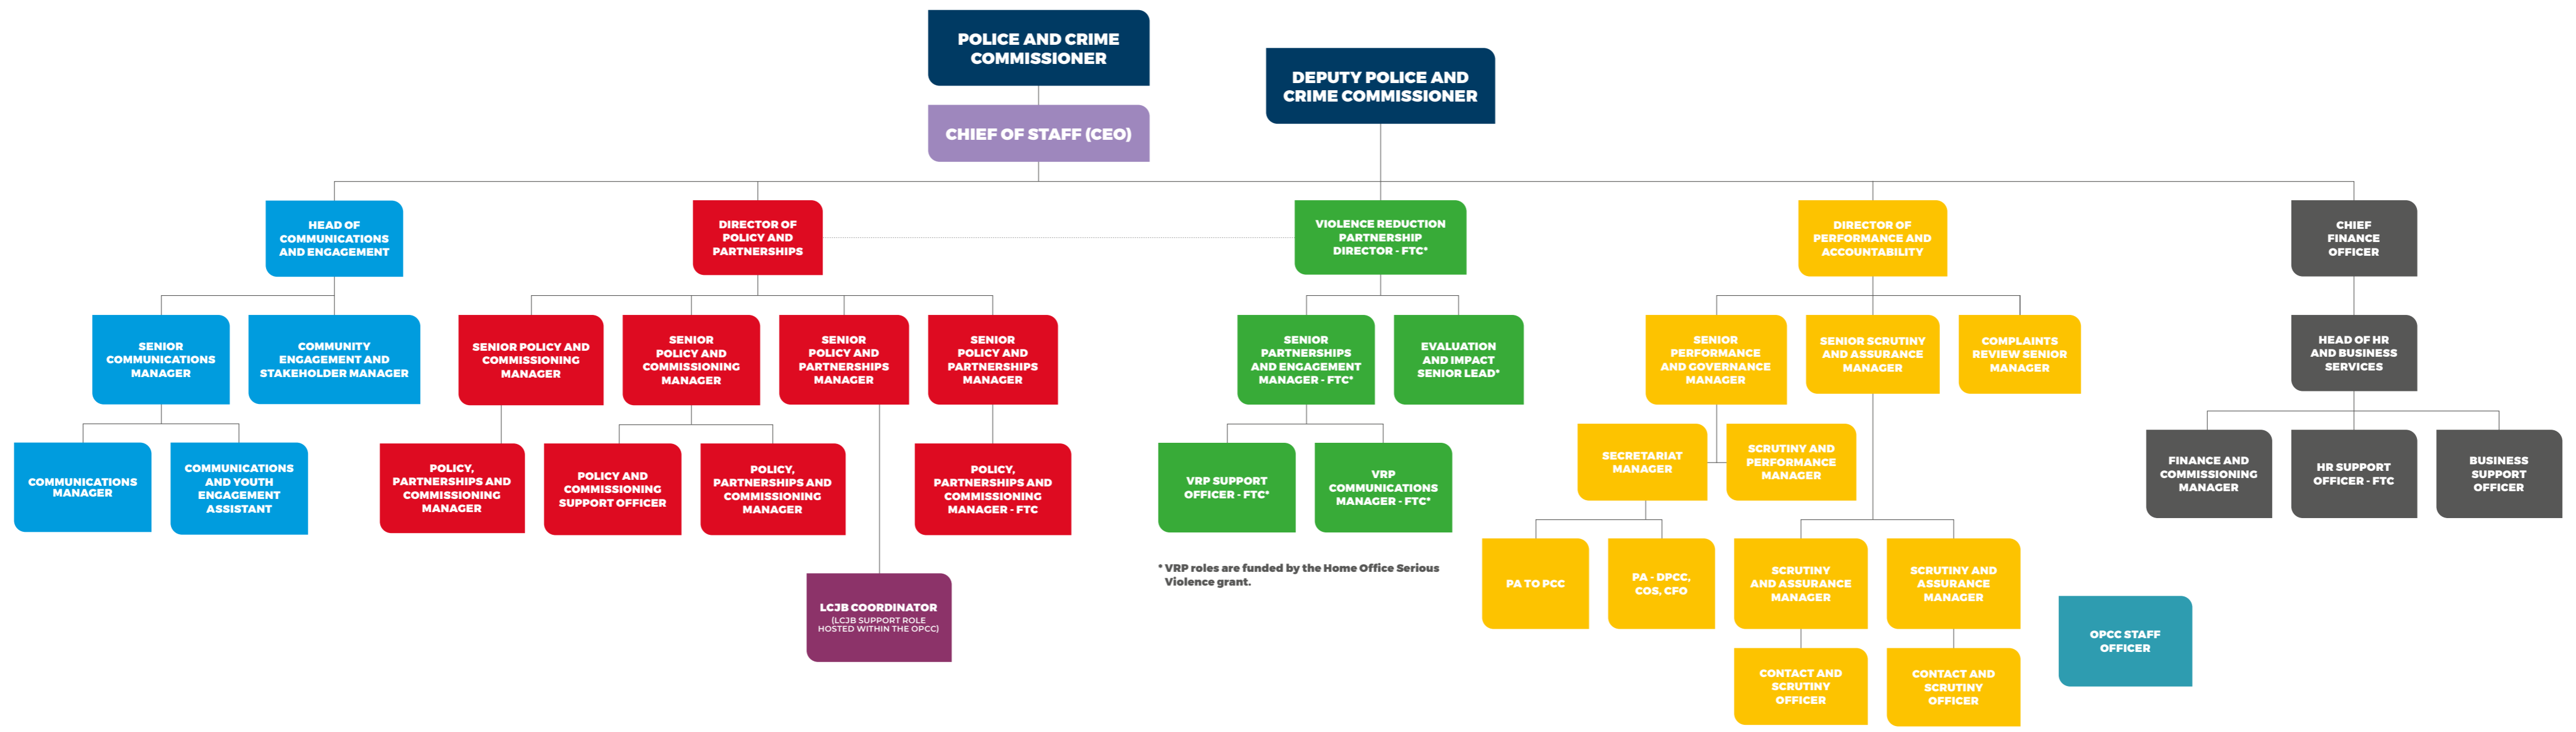 POLICE AND CRIME
COMMISSIONER
DEPUTY POLICE AND
CRIME COMMISSIONER
CHIEF OF STAFF (CEO)
HEAD OF
COMMUNICATIONS
AND ENGAGEMENT
DIRECTOR OF
POLICY AND
PARTNERSHIPS
VIOLENCE REDUCTION
PARTNERSHIP
DIRECTOR - FTC*
DIRECTOR OF
PERFORMANCE AND
ACCOUNTABILITY
CHIEF
FINANCE
OFFICER
SENIOR
COMMUNICATIONS
MANAGER
COMMUNITY
ENGAGEMENT AND
STAKEHOLDER MANAGER
SENIOR POLICY AND
COMMISSIONING
MANAGER
SENIOR
POLICY AND
COMMISSIONING
MANAGER
SENIOR
POLICY AND
PARTNERSHIPS
MANAGER
SENIOR
POLICY AND
PARTNERSHIPS
MANAGER
SENIOR
PARTNERSHIPS
AND ENGAGEMENT
MANAGER - FTC*
EVALUATION
AND IMPACT
SENIOR LEAD*
SENIOR
PERFORMANCE
AND GOVERNANCE
MANAGER
SENIOR SCRUTINY
AND ASSURANCE
MANAGER
COMPLAINTS
REVIEW SENIOR
MANAGER
HEAD OF HR
AND BUSINESS
SERVICES
COMMUNICATIONS
MANAGER
COMMUNICATIONS
AND YOUTH
ENGAGEMENT
ASSISTANT
POLICY,
PARTNERSHIPS AND
COMMISSIONING
MANAGER
POLICY AND
COMMISSIONING
SUPPORT OFFICER
POLICY,
PARTNERSHIPS AND
COMMISSIONING
MANAGER
POLICY,
PARTNERSHIPS AND
COMMISSIONING
MANAGER - FTC
VRP SUPPORT
OFFICER - FTC*
VRP
COMMUNICATIONS
MANAGER - FTC*
SECRETARIAT
MANAGER
SCRUTINY AND
PERFORMANCE
MANAGER
FINANCE AND
COMMISSIONING
MANAGER
HR SUPPORT
OFFICER - FTC
BUSINESS
SUPPORT
OFFICER
* VRP roles are funded by the Home Office Serious
Violence grant.
PA TO PCC
PA - DPCC,
COS, CFO
SCRUTINY
AND ASSURANCE
MANAGER
SCRUTINY AND
ASSURANCE
MANAGER
LCJB COORDINATOR
(LCJB SUPPORT ROLE
HOSTED WITHIN THE OPCC)
OPCC STAFF
OFFICER
CONTACT AND
SCRUTINY
OFFICER
CONTACT AND
SCRUTINY
OFFICER